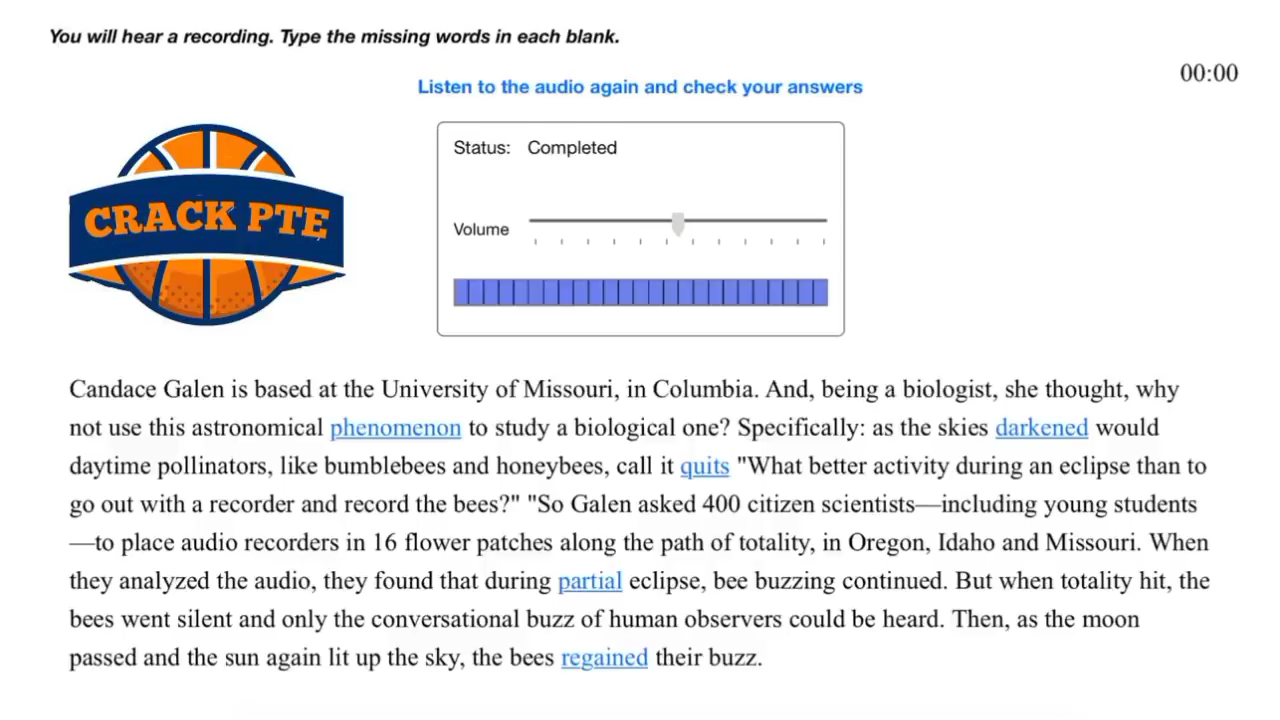 You will hear a recording. Type the missing words in each blank.
00:00
Listen to the audio again and check your answers
Status: Completed
CRACK PTE
Volume
Candace Galen is based at the University of Missouri, in Columbia. And, being a biologist, she thought, why
not use this astronomical phenomenon to study a biological one? Specifically: as the skies darkened would
daytime pollinators, like bumblebees and honeybees, call it quits "What better activity during an eclipse than to
go out with a recorder and record the bees?" "So Galen asked 400 citizen scientists—including young students
—to place audio recorders in 16 flower patches along the path of totality, in Oregon, Idaho and Missouri. When
they analyzed the audio, they found that during partial eclipse, bee buzzing continued. But when totality hit, the
bees went silent and only the conversational buzz of human observers could be heard. Then, as the moon
passed and the sun again lit up the sky, the bees regained their buzz.